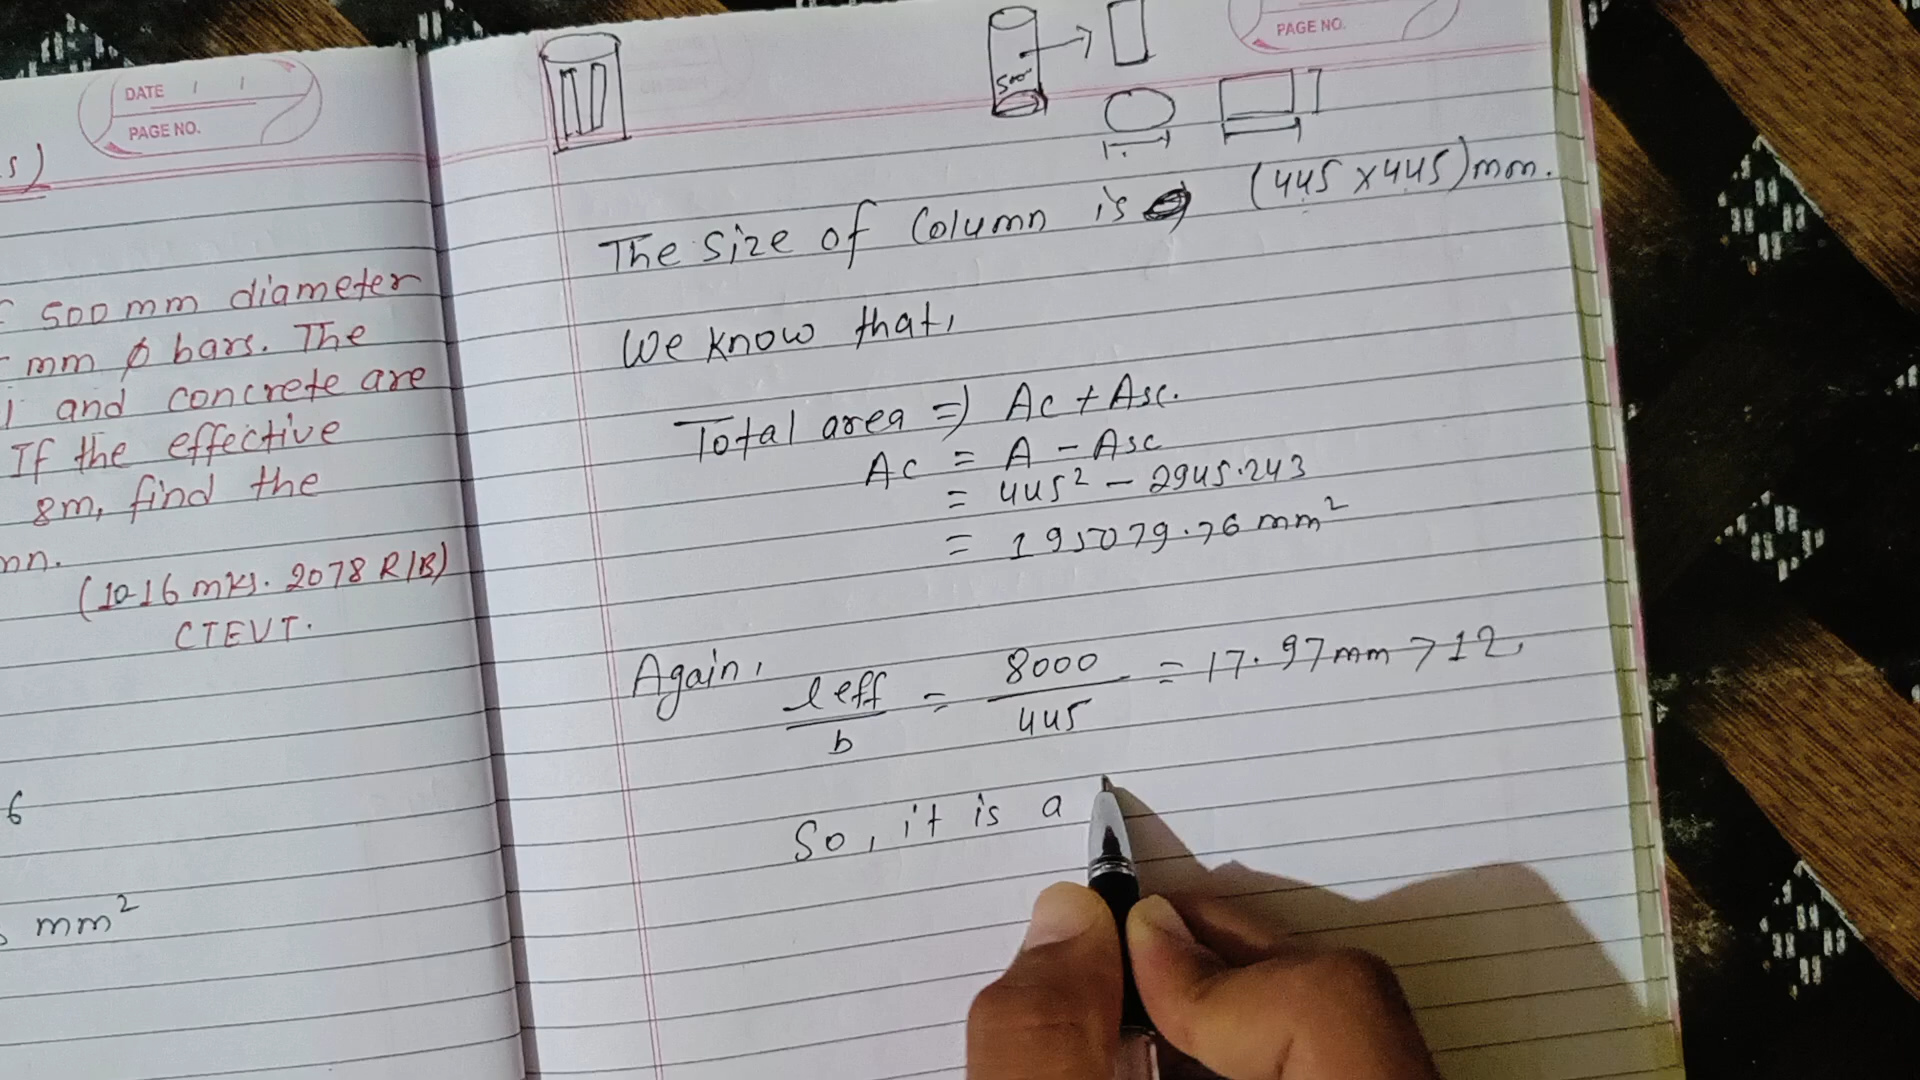 DATE / /
PAGE NO.
s)
500 mm diameter
mm ϕ bars. The
and concrete are
If the effective
8m, find the
mn.
(10-16 mks. 2078 R/B)
CTEVT.
6
mm²
PAGE NO.
500
The size of Column is (445 x 445)mm.
We know that,
Total area => Ac + Asc.
Ac = A - Asc
= 445² - 2945.243
= 195079.76 mm²
Again, leff / b = 8000 / 445 = 17.97mm > 12,
So, it is a